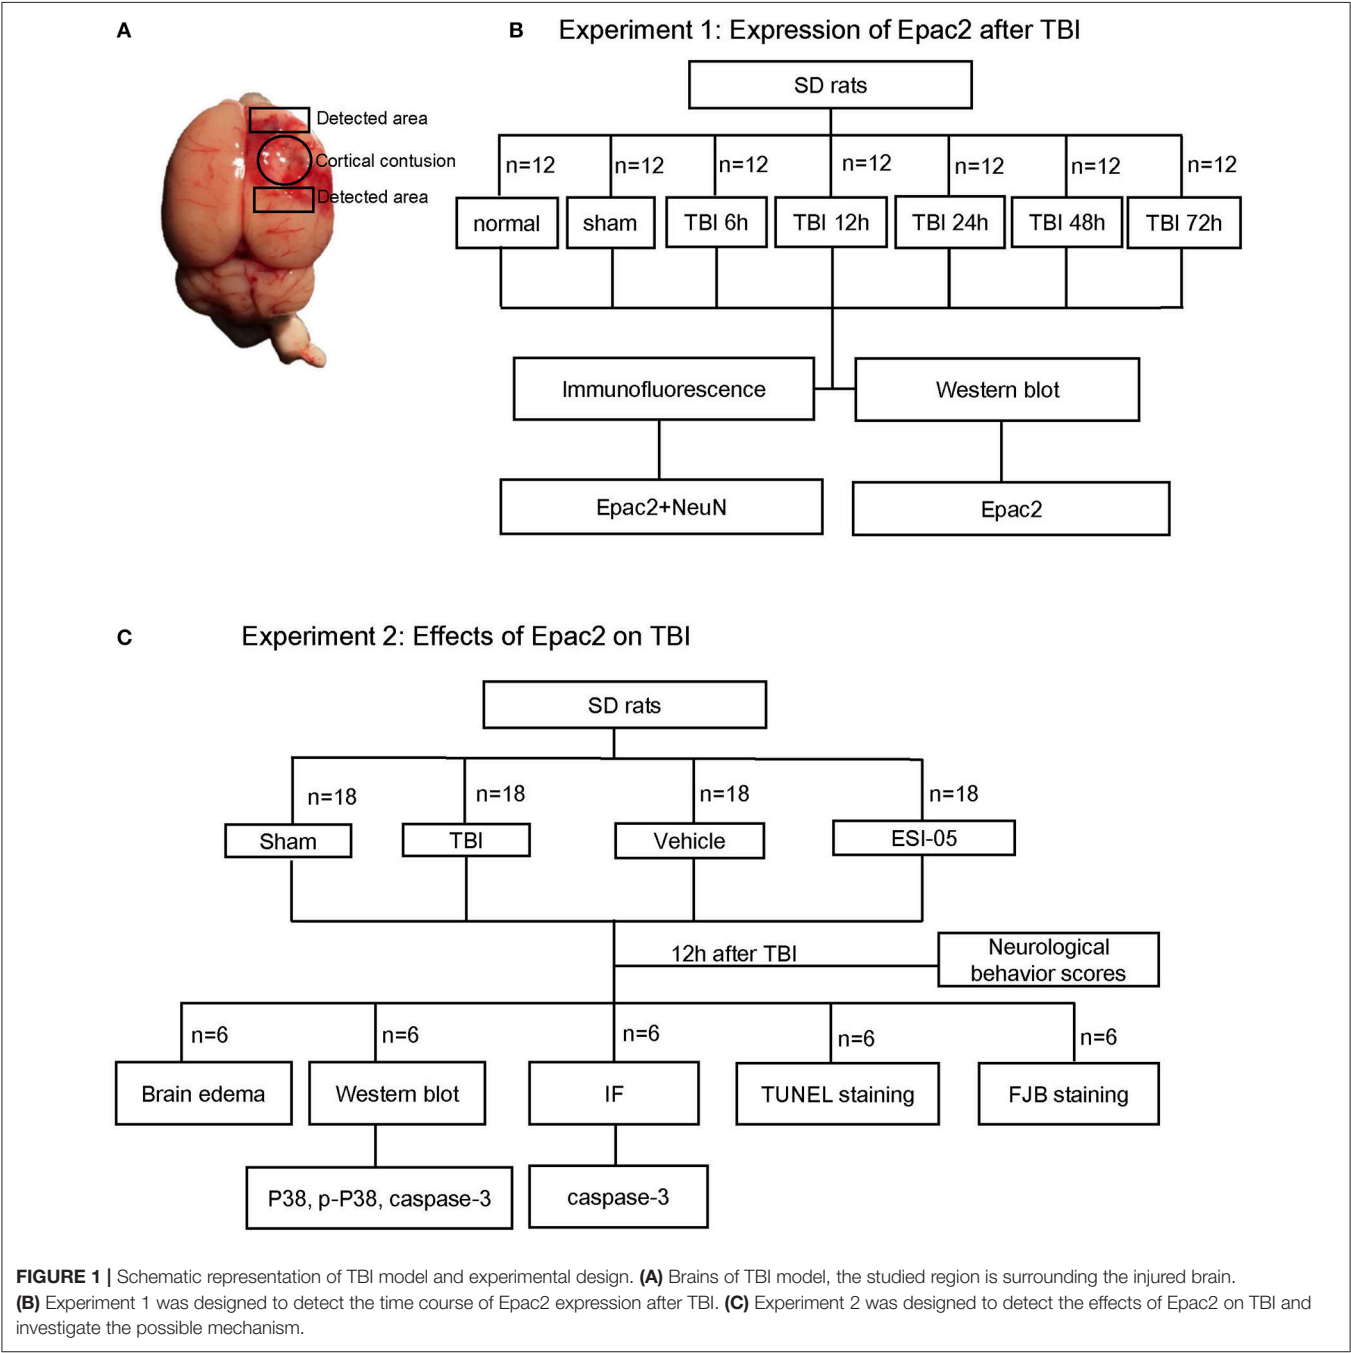 A
Detected area
Cortical contusion
Detected area
B Experiment 1: Expression of Epac2 after TBI
SD rats
n=12 n=12 n=12 n=12 n=12 n=12 n=12
normal sham TBI 6h TBI 12h TBI 24h TBI 48h TBI 72h
Immunofluorescence Western blot
Epac2+NeuN Epac2
C Experiment 2: Effects of Epac2 on TBI
SD rats
n=18 n=18 n=18 n=18
Sham TBI Vehicle ESI-05
12h after TBI
Neurological
behavior scores
n=6 n=6 n=6 n=6 n=6
Brain edema Western blot IF TUNEL staining FJB staining
P38, p-P38, caspase-3 caspase-3
FIGURE 1 | Schematic representation of TBI model and experimental design. (A) Brains of TBI model, the studied region is surrounding the injured brain.
(B) Experiment 1 was designed to detect the time course of Epac2 expression after TBI. (C) Experiment 2 was designed to detect the effects of Epac2 on TBI and
investigate the possible mechanism.